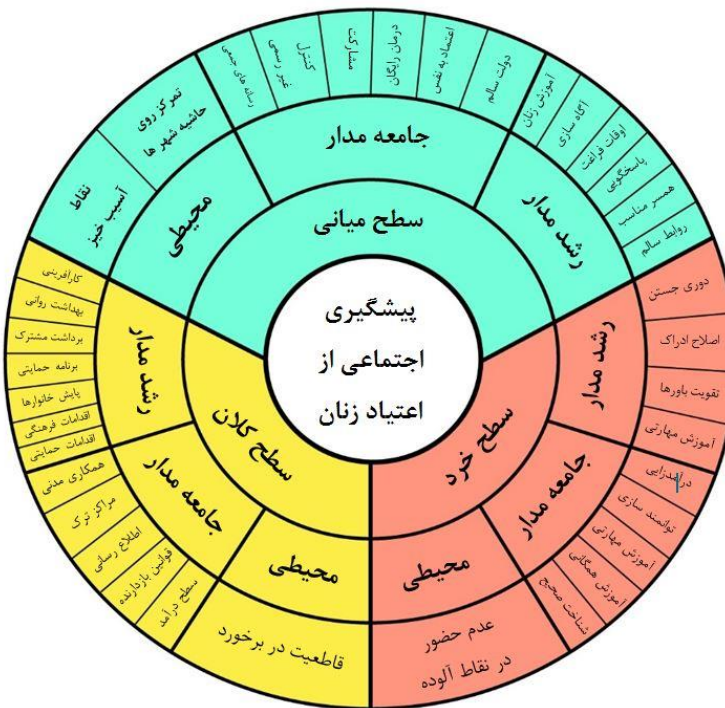 پیشگیری
اجتماعی از
اعتیاد زنان
سطح میانی
رشد مدار
روابط سالم
همسر مناسب
پاسخگویی
اوقات فراغت
آگاه سازی
آموزش زنان
جامعه مدار
دولت سالم
اعتماد به نفس
درمان رایگان
مشارکت
کنترل
غیر رسمی
رسانه های جمعی
محیطی
تمرکز روی
حاشیه شهر ها
نقاط
آسیب خیز
سطح خرد
رشد مدار
دوری جستن
اصلاح ادراک
تقویت باورها
آموزش مهارتی
جامعه مدار
درآمدزایی
توانمند سازی
آموزش مهارتی
آموزش همگانی
شناخت صحیح
محیطی
عدم حضور
در نقاط آلوده
سطح کلان
رشد مدار
کارآفرینی
بهداشت روانی
برداشت مشترک
برنامه حمایتی
پایش خانوارها
اقدامات فرهنگی
اقدامات حمایتی
جامعه مدار
همکاری مدنی
مراکز ترک
اطلاع رسانی
قوانین بازدارنده
سطح درآمد
محیطی
قاطعیت در برخورد